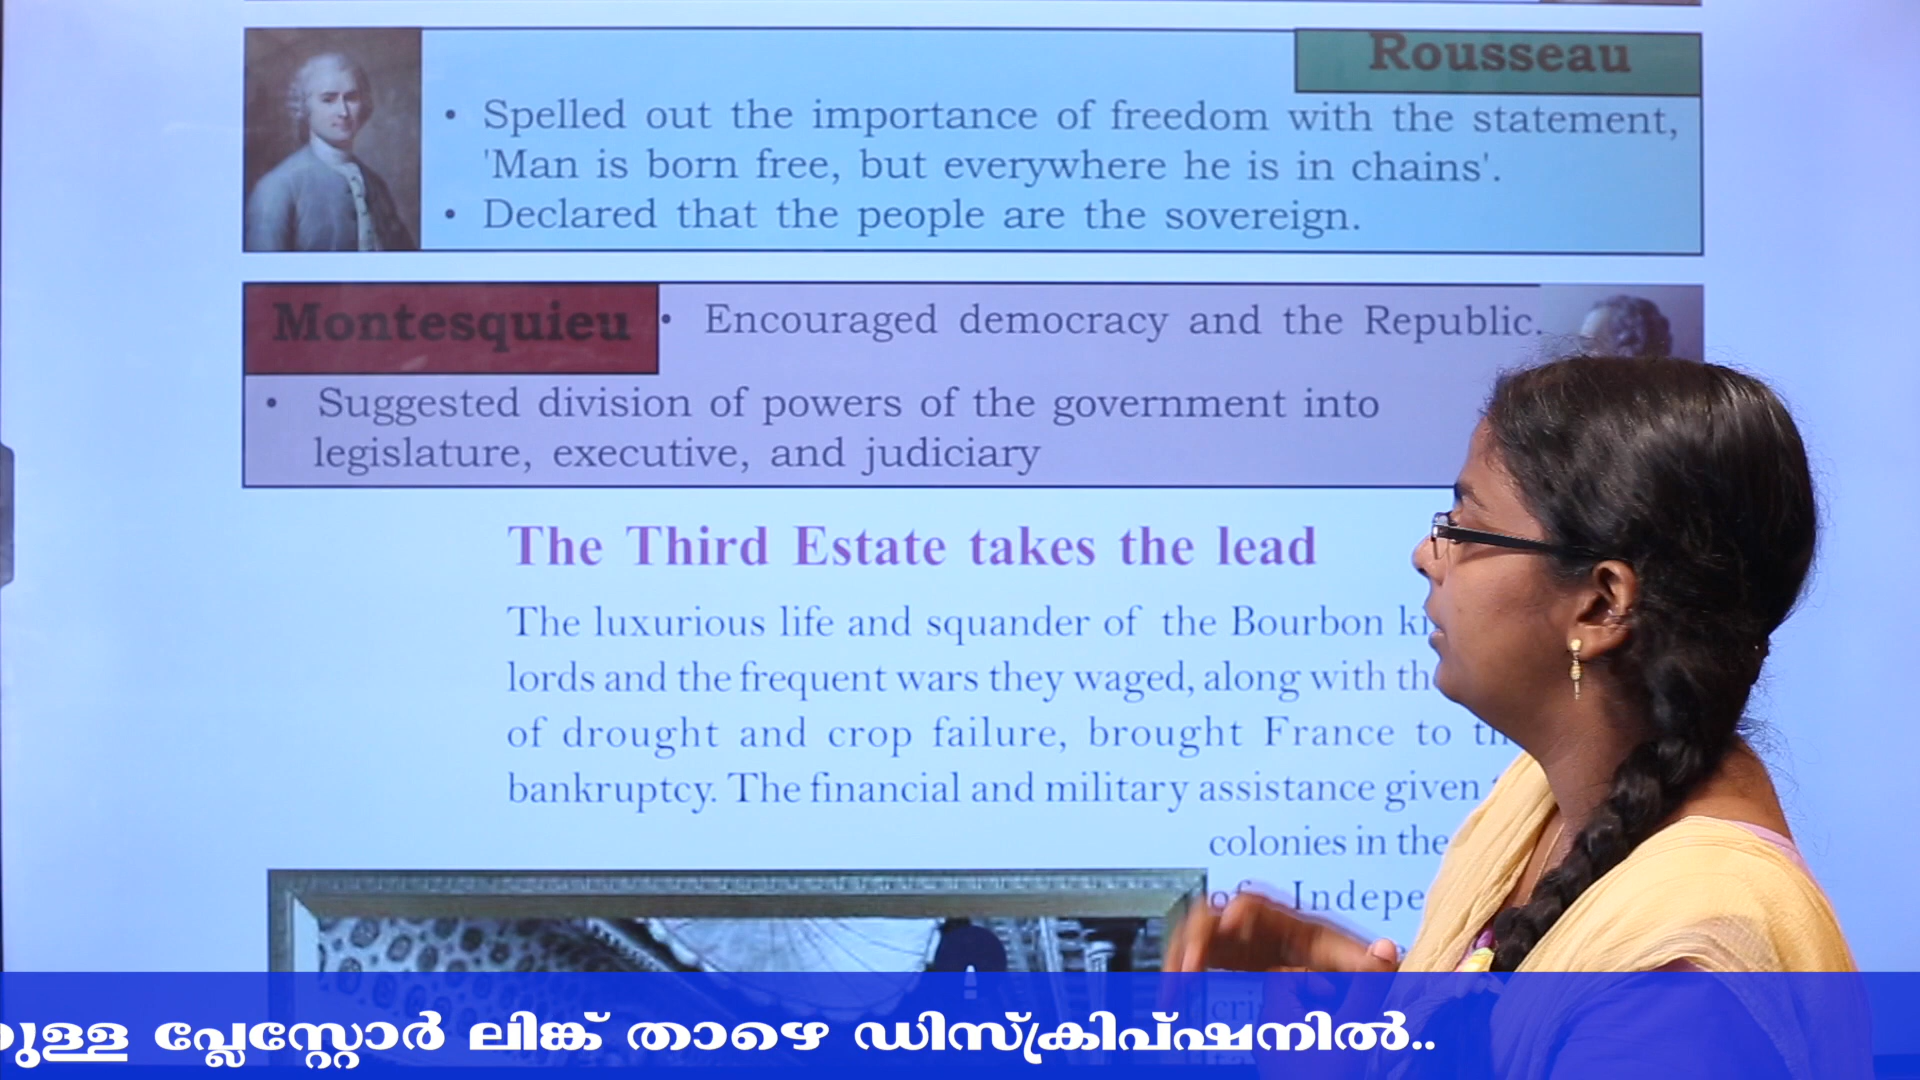 Rousseau
• Spelled out the importance of freedom with the statement,
'Man is born free, but everywhere he is in chains'.
• Declared that the people are the sovereign.
Montesquieu
• Encouraged democracy and the Republic.
• Suggested division of powers of the government into
legislature, executive, and judiciary
The Third Estate takes the lead
The luxurious life and squander of the Bourbon
lords and the frequent wars they waged, along with
of drought and crop failure, brought France to
bankruptcy. The financial and military assistance given
colonies in the
of
പ്ലേസ്റ്റോർ ലിങ്ക് താഴെ ഡിസ്ക്രിപ്ഷനിൽ..